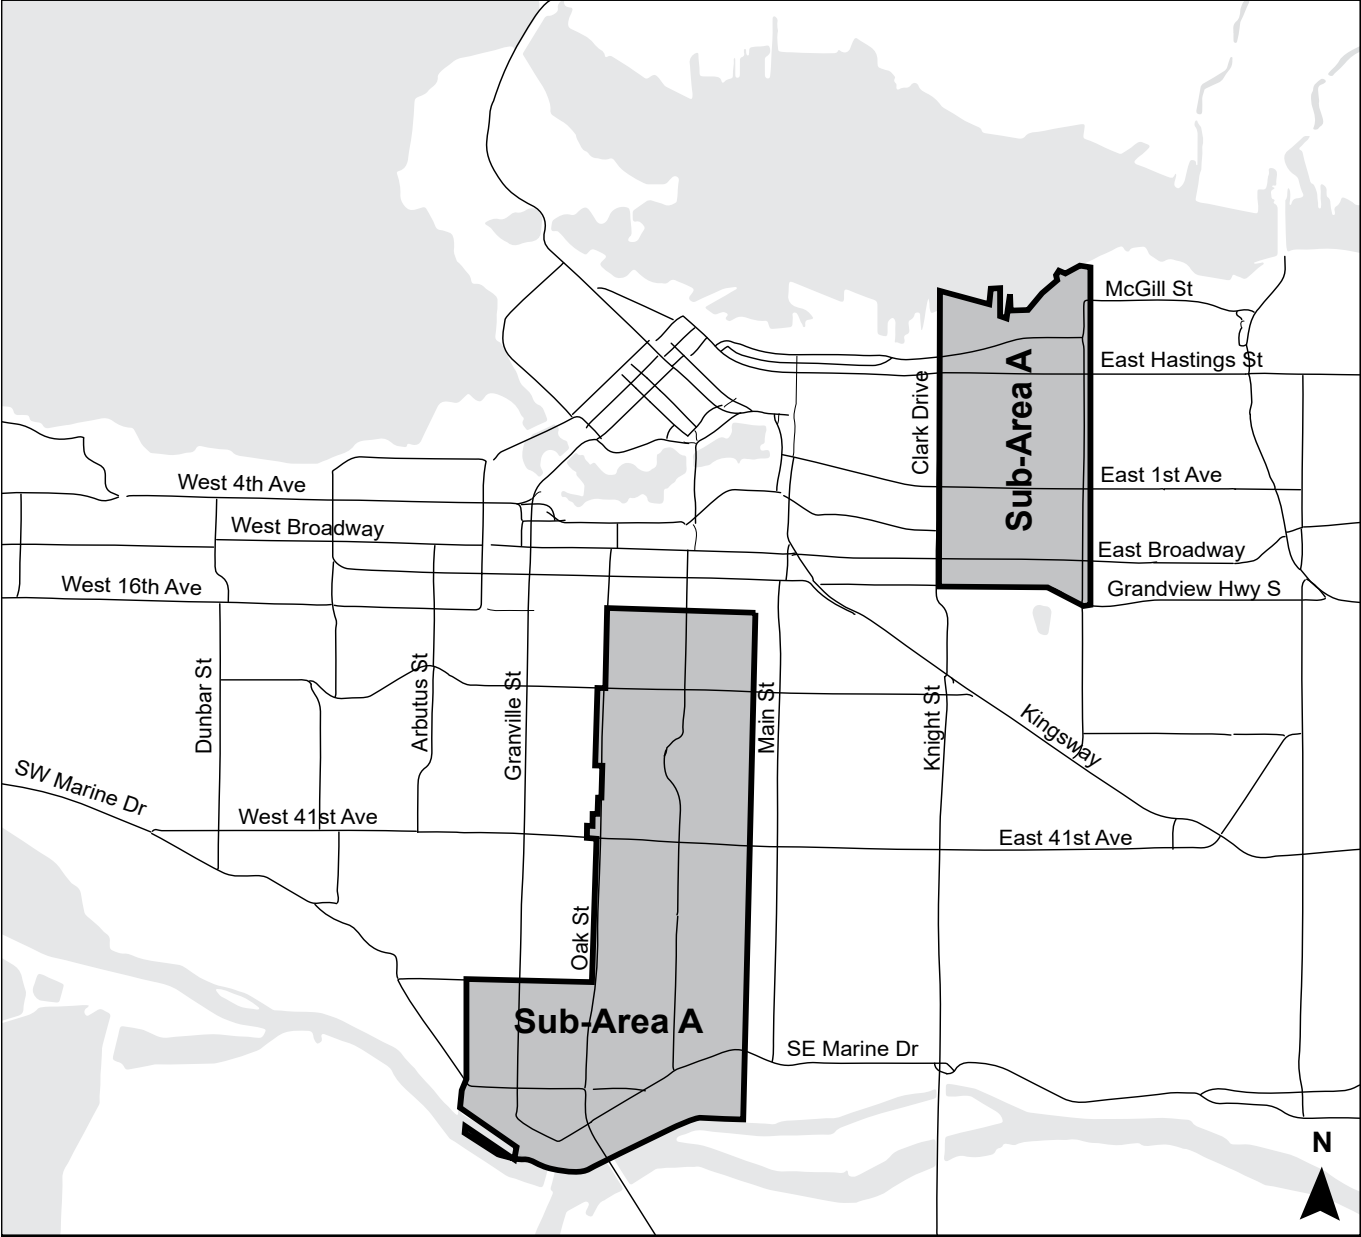 McGill St
East Hastings St
Clark Drive
Sub-Area A
East 1st Ave
West 4th Ave
West Broadway
East Broadway
West 16th Ave
Grandview Hwy S
Dunbar St
Arbutus St
Granville St
Main St
Knight St
Kingsway
SW Marine Dr
West 41st Ave
East 41st Ave
Oak St
Sub-Area A
SE Marine Dr
N